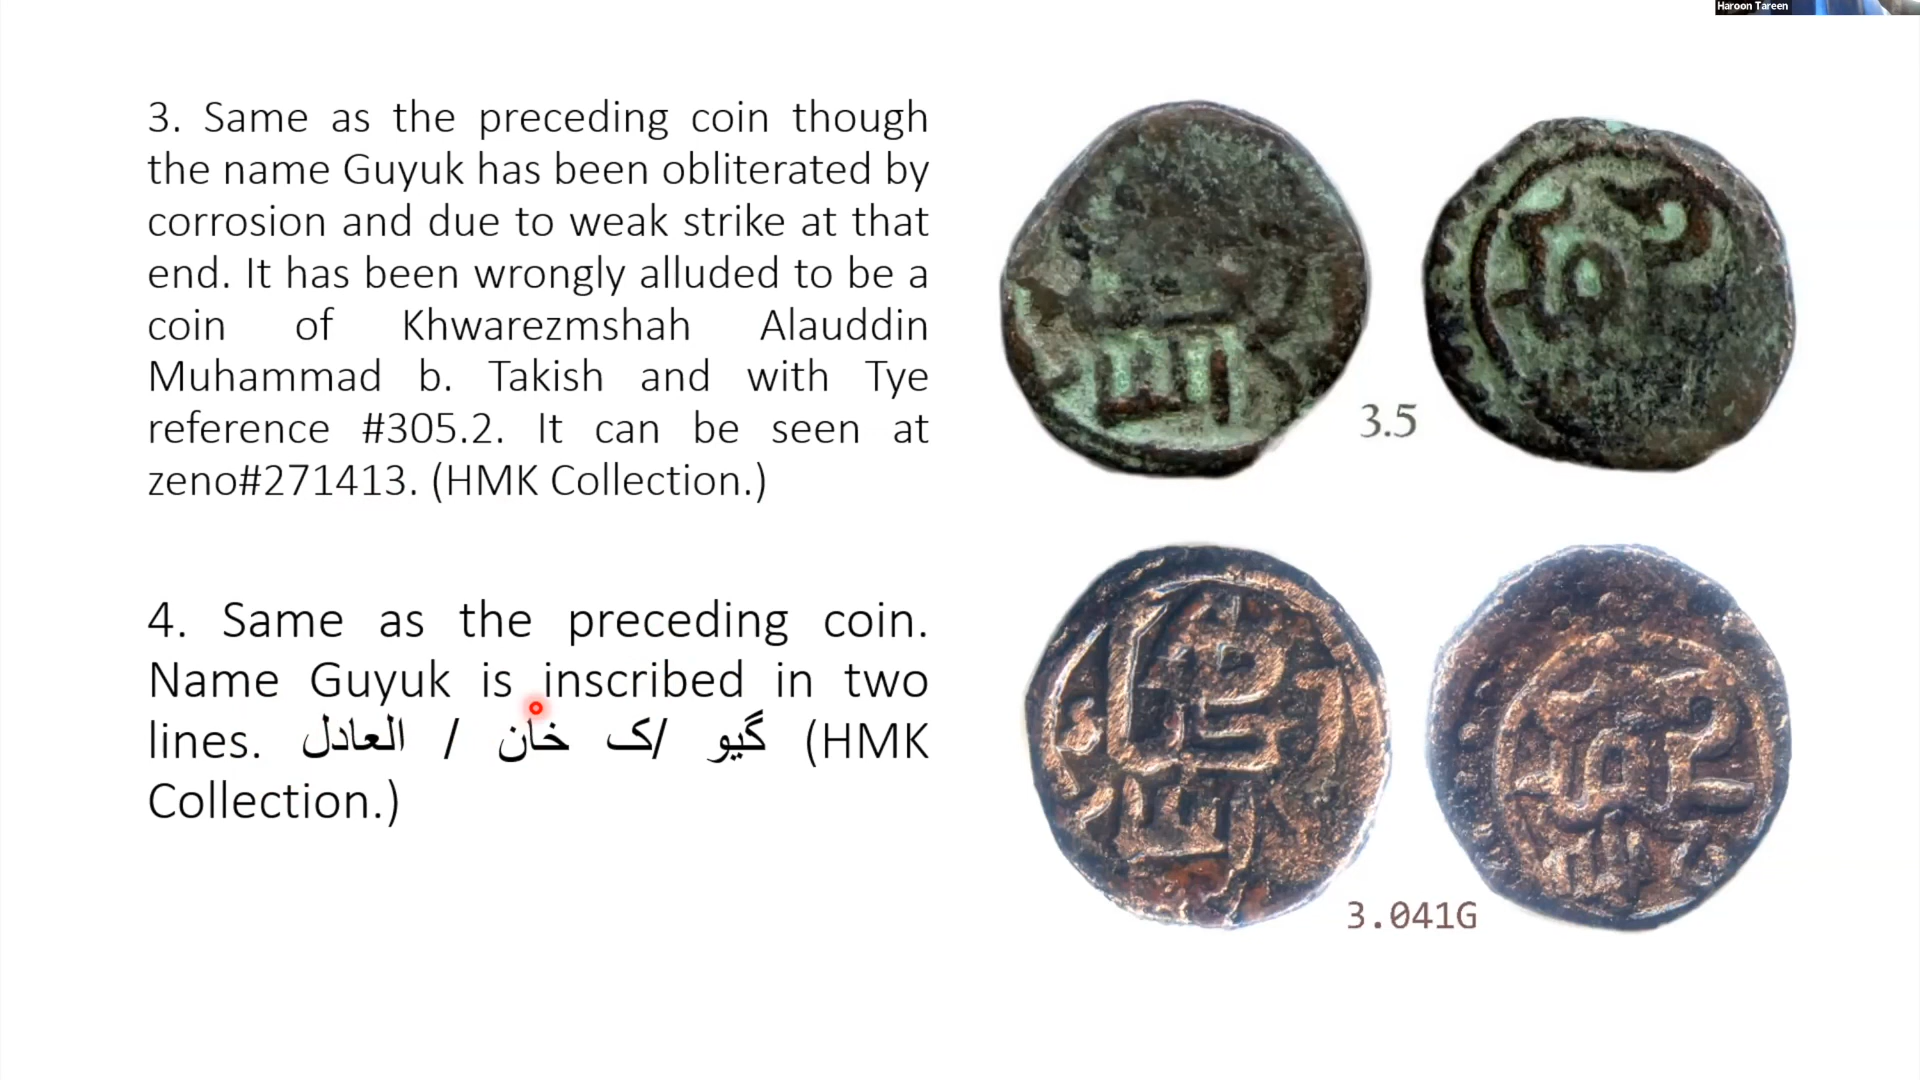 Haroon Tareen
3. Same as the preceding coin though
the name Guyuk has been obliterated by
corrosion and due to weak strike at that
end. It has been wrongly alluded to be a
coin of Khwarezmshah Alauddin
Muhammad b. Takish and with Tye
reference #305.2. It can be seen at
zeno#271413. (HMK Collection.)
3.5
4. Same as the preceding coin.
Name Guyuk is inscribed in two
lines. گیو /ک خان / العادل (HMK
Collection.)
3.041G